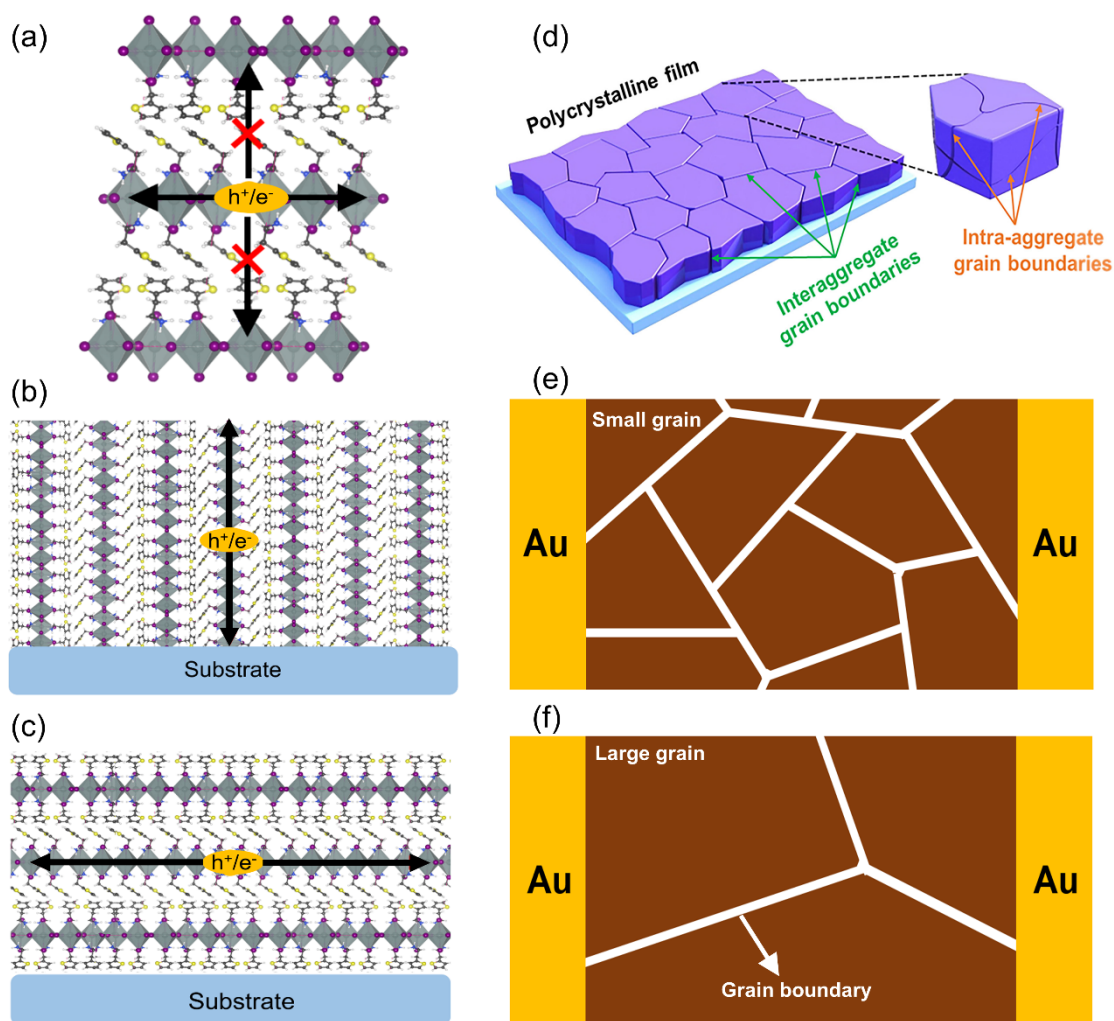 (a)
h⁺/e⁻
(b)
h⁺/e⁻
Substrate
(c)
h⁺/e⁻
Substrate
(d)
Polycrystalline film
Interaggregate
grain boundaries
Intra-aggregate
grain boundaries
(e)
Small grain
Au
Au
(f)
Large grain
Au
Au
Grain boundary